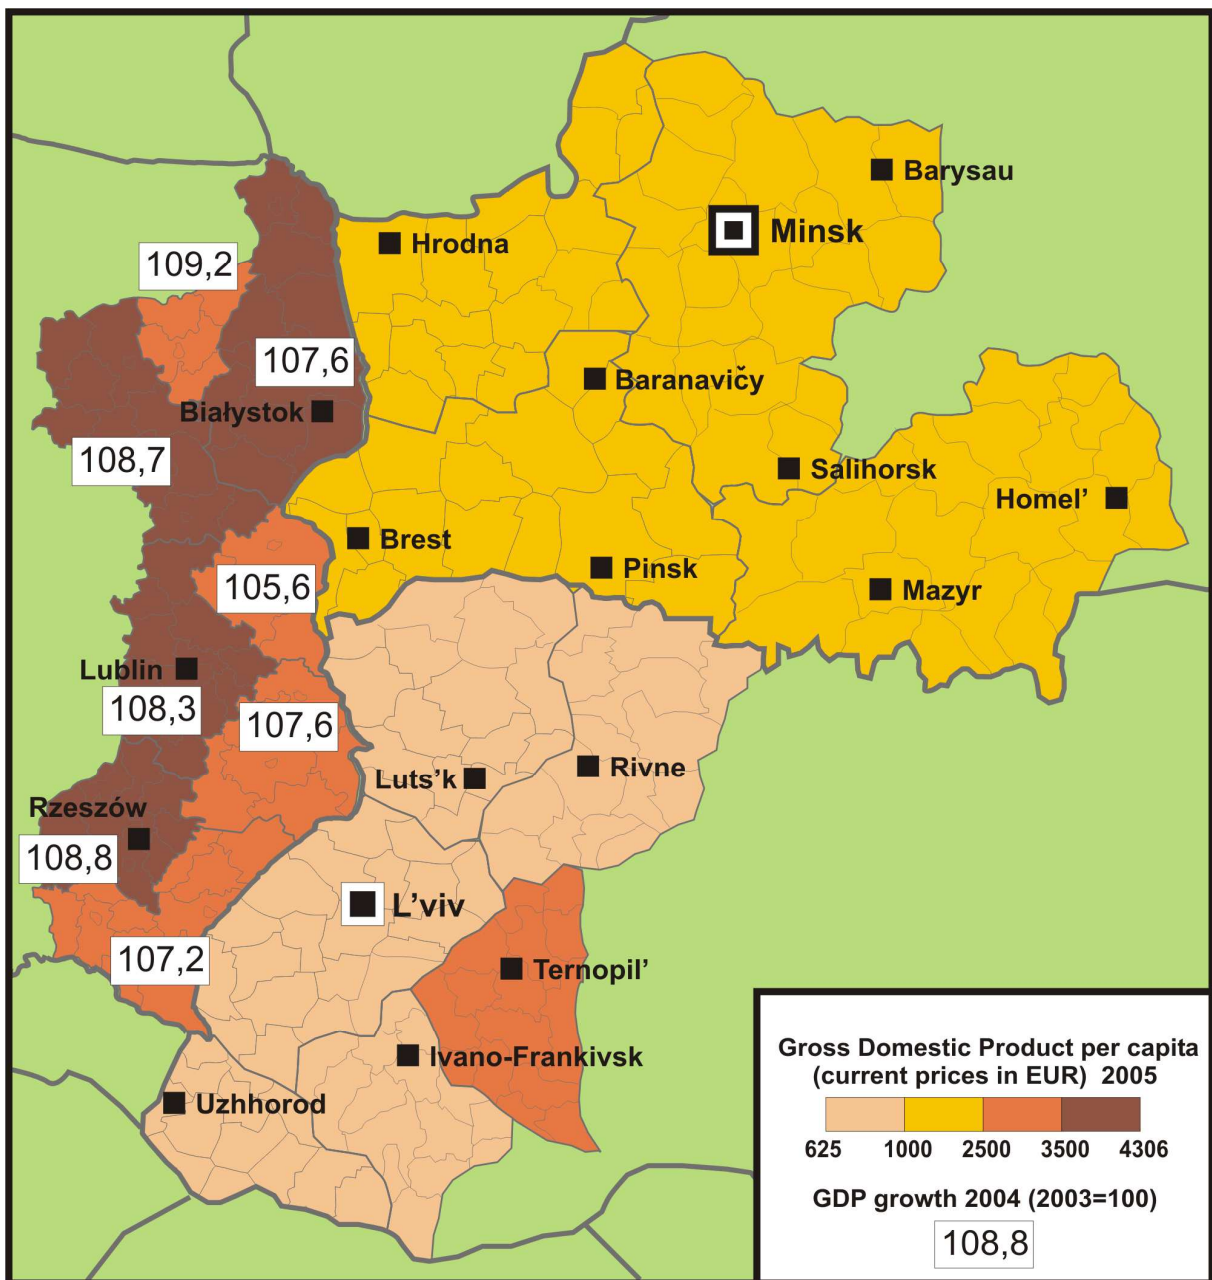 Barysau
Minsk
Hrodna
109,2
107,6
Baranavičy
Białystok
108,7
Salihorsk
Homel’
Brest
Pinsk
105,6
Mazyr
Lublin
108,3
107,6
Luts’k
Rivne
Rzeszów
108,8
L’viv
107,2
Ternopil’
Ivano-Frankivsk
Uzhhorod
Gross Domestic Product per capita
(current prices in EUR) 2005
625 1000 2500 3500 4306
GDP growth 2004 (2003=100)
108,8